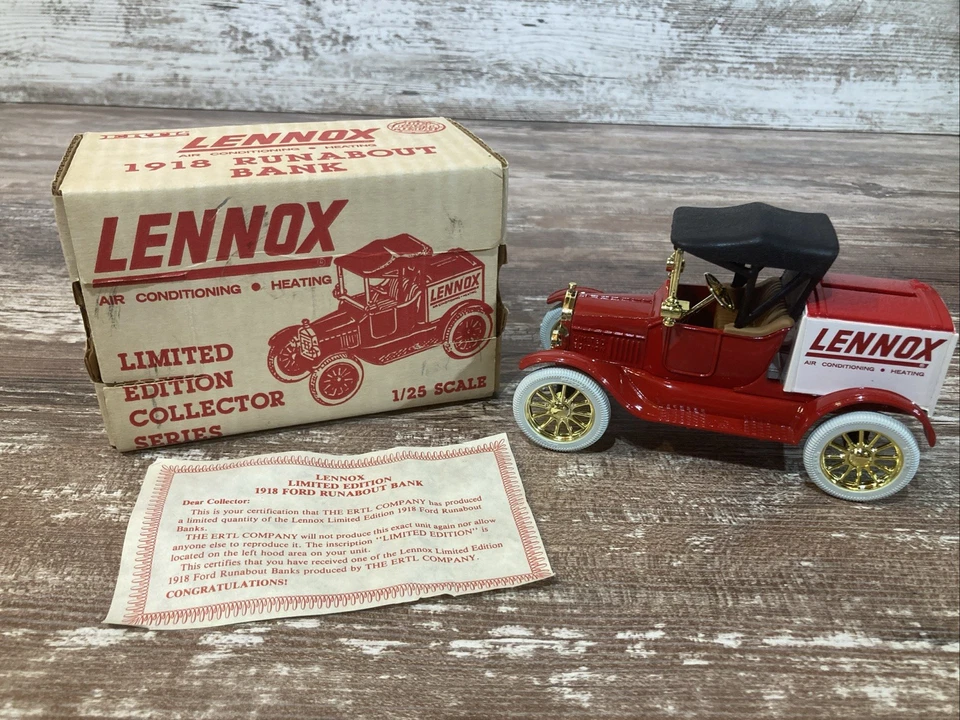 ERTL
LENNOX
AIR CONDITIONING • HEATING
1918 RUNABOUT
BANK
LENNOX
AIR CONDITIONING • HEATING
LENNOX
LIMITED
EDITION
COLLECTOR
SERIES
1/25 SCALE
LENNOX
AIR CONDITIONING • HEATING
LENNOX
LIMITED EDITION
1918 FORD RUNABOUT BANK
Dear Collector:
This is your certification that THE ERTL COMPANY has produced
a limited quantity of the Lennox Limited Edition 1918 Ford Runabout
Banks.
THE ERTL COMPANY will not produce this exact unit again nor allow
anyone else to reproduce it. The inscription "LIMITED EDITION" is
located on the left hood area on your unit.
This certifies that you have received one of the Lennox Limited Edition
1918 Ford Runabout Banks produced by THE ERTL COMPANY.
CONGRATULATIONS!